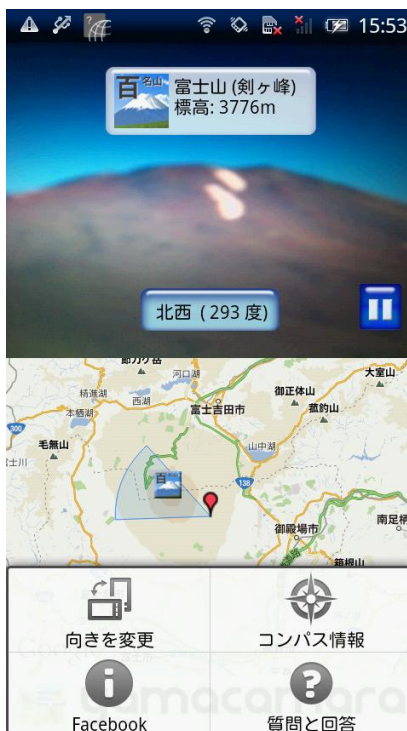 15:53
百名山
富士山 (剣ヶ峰)
標高: 3776m
北西 ( 293 度)
大室山
河口湖
御正体山
精進湖
西湖
本栖湖
富士吉田市
菰釣山
300
毛無山
山中湖
士川
百
138
御殿場市
南足柄
箱根山
向きを変更
コンパス情報
Facebook
質問と回答